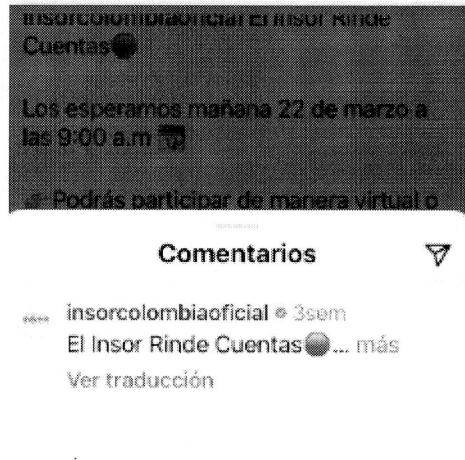 insorcolombiaoficial El Insor Rinde
Cuentas
Los esperamos mañana 22 de marzo a
las 9:00 a.m
Podrás participar de manera virtual o
Comentarios
insorcolombiaoficial 3sem
El Insor Rinde Cuentas... más
Ver traducción